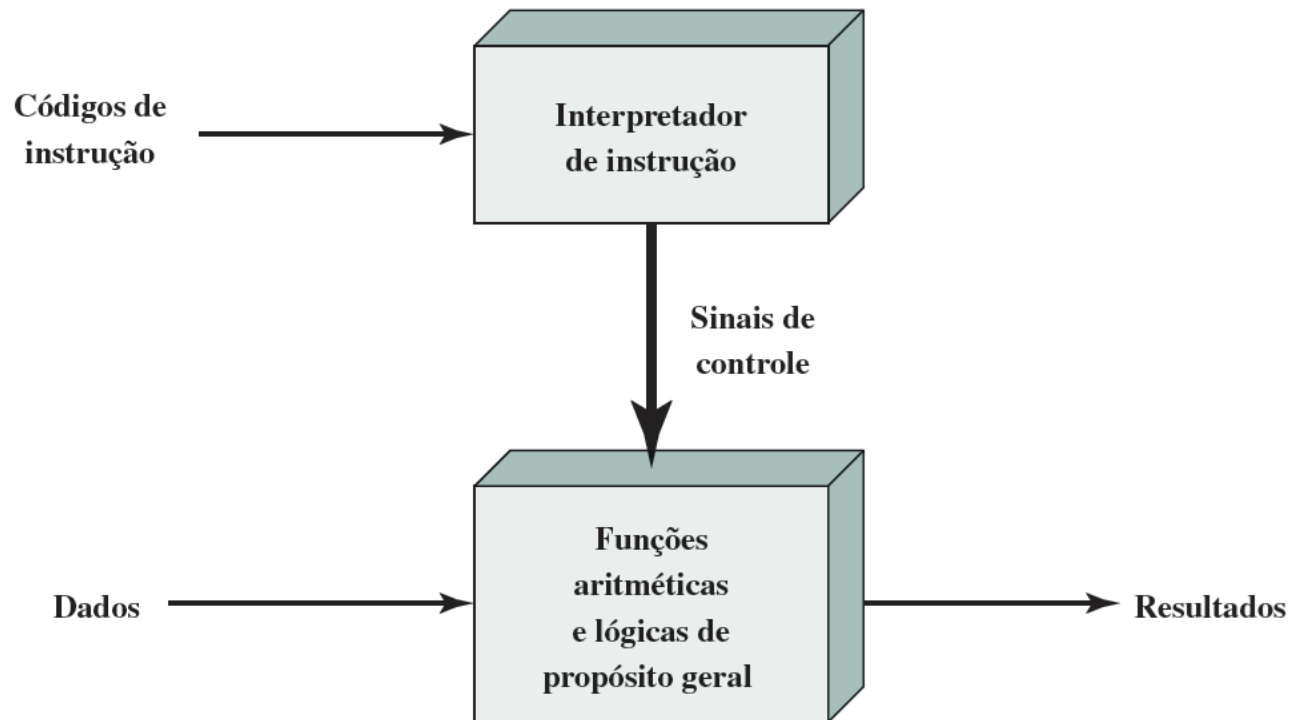 Códigos de
instrução
Interpretador
de instrução
Sinais de
controle
Dados
Funções
aritméticas
e lógicas de
propósito geral
Resultados